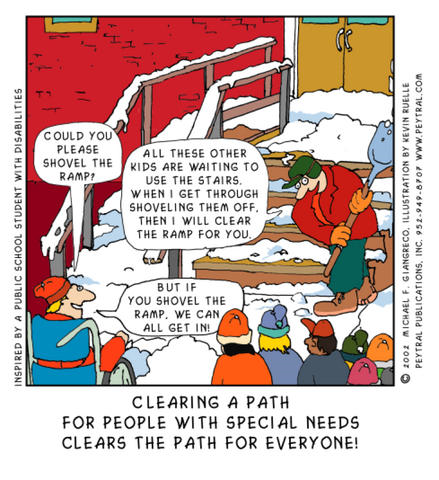 COULD YOU
PLEASE
SHOVEL THE
RAMP?
ALL THESE OTHER
KIDS ARE WAITING TO
USE THE STAIRS.
WHEN I GET THROUGH
SHOVELING THEM OFF,
THEN I WILL CLEAR
THE RAMP FOR YOU.
BUT IF
YOU SHOVEL THE
RAMP, WE CAN
ALL GET IN!
INSPIRED BY A PUBLIC SCHOOL STUDENT WITH DISABILITIES
© 2002 MICHAEL F. GIANGRECO, ILLUSTRATION BY KEVIN RUELLE
PEYTRAL PUBLICATIONS, INC. 952-949-8707 WWW.PEYTRAL.COM
CLEARING A PATH
FOR PEOPLE WITH SPECIAL NEEDS
CLEARS THE PATH FOR EVERYONE!